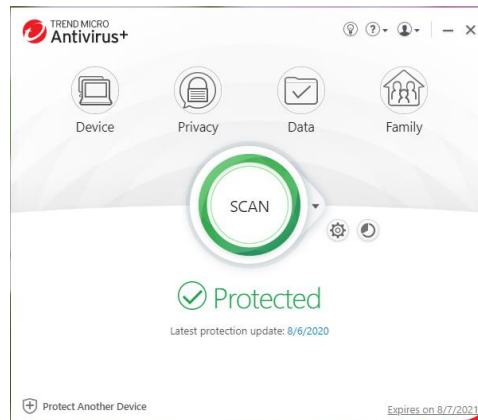 TREND MICRO
Antivirus+
Device
Privacy
Data
Family
SCAN
Protected
Latest protection update: 8/6/2020
Protect Another Device
Expires on 8/7/2021